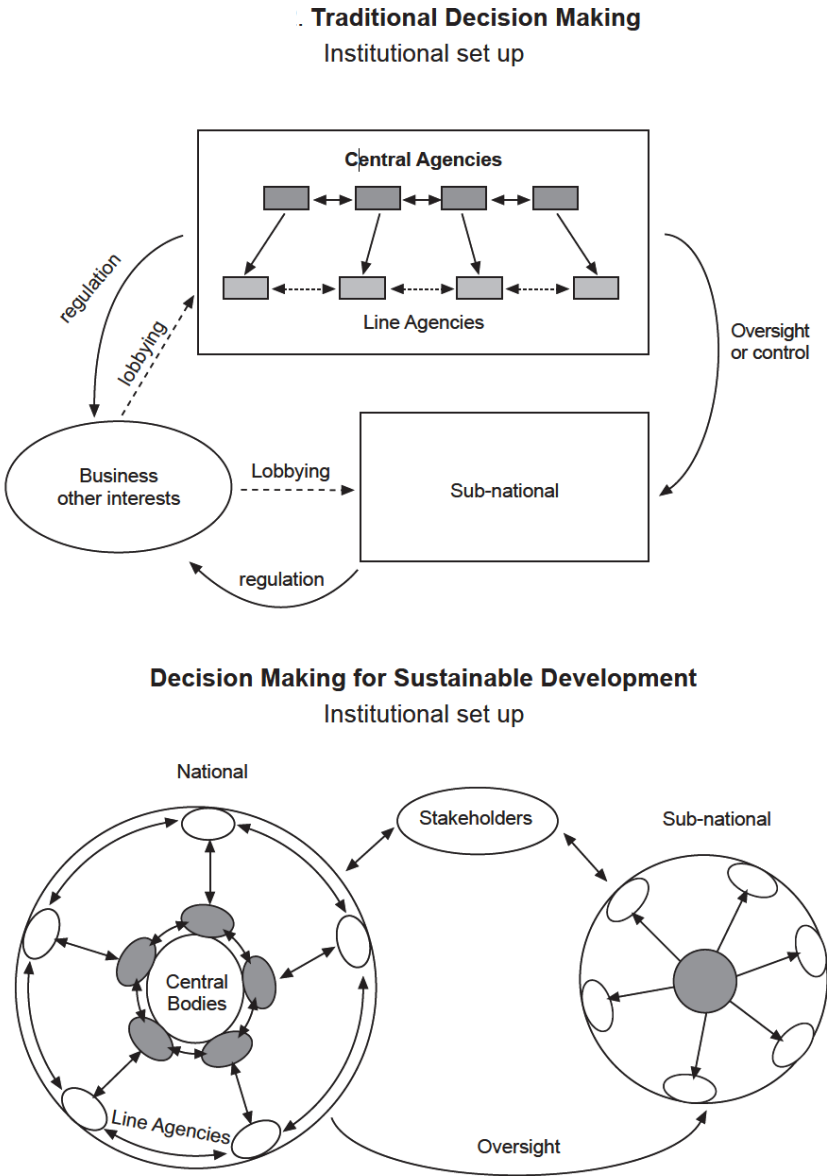 . Traditional Decision Making
Institutional set up
Central Agencies
Line Agencies
regulation
lobbying
Oversight
or control
Business
other interests
Lobbying
Sub-national
regulation
Decision Making for Sustainable Development
Institutional set up
National
Stakeholders
Sub-national
Central
Bodies
Line Agencies
Oversight